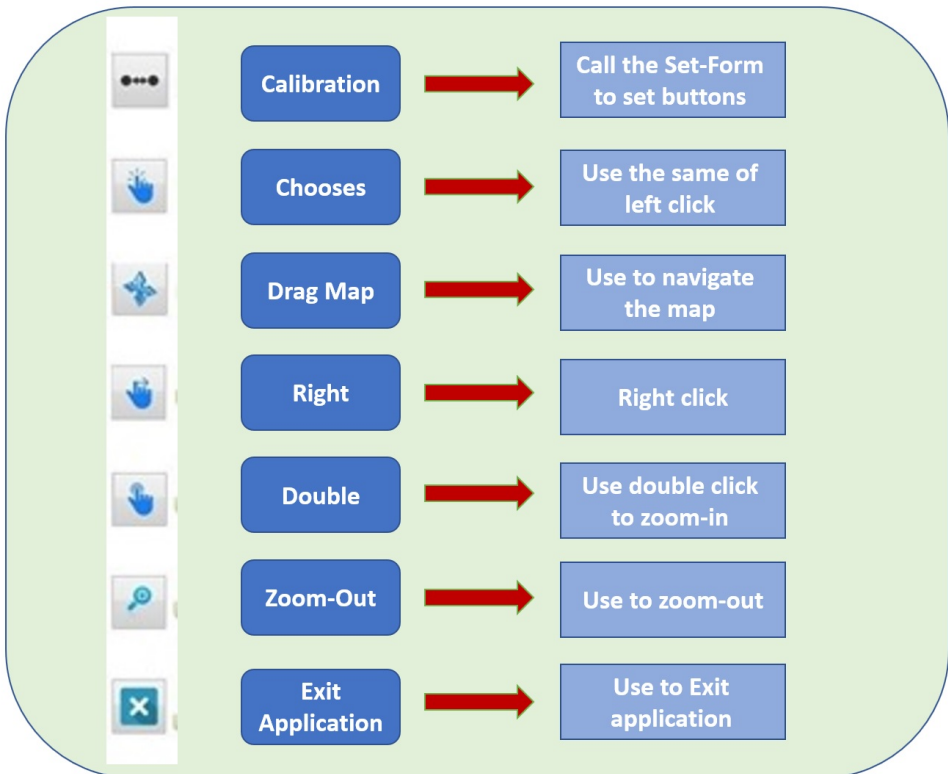 Calibration
Call the Set-Form
to set buttons
Chooses
Use the same of
left click
Drag Map
Use to navigate
the map
Right
Right click
Double
Use double click
to zoom-in
Zoom-Out
Use to zoom-out
Exit
Application
Use to Exit
application